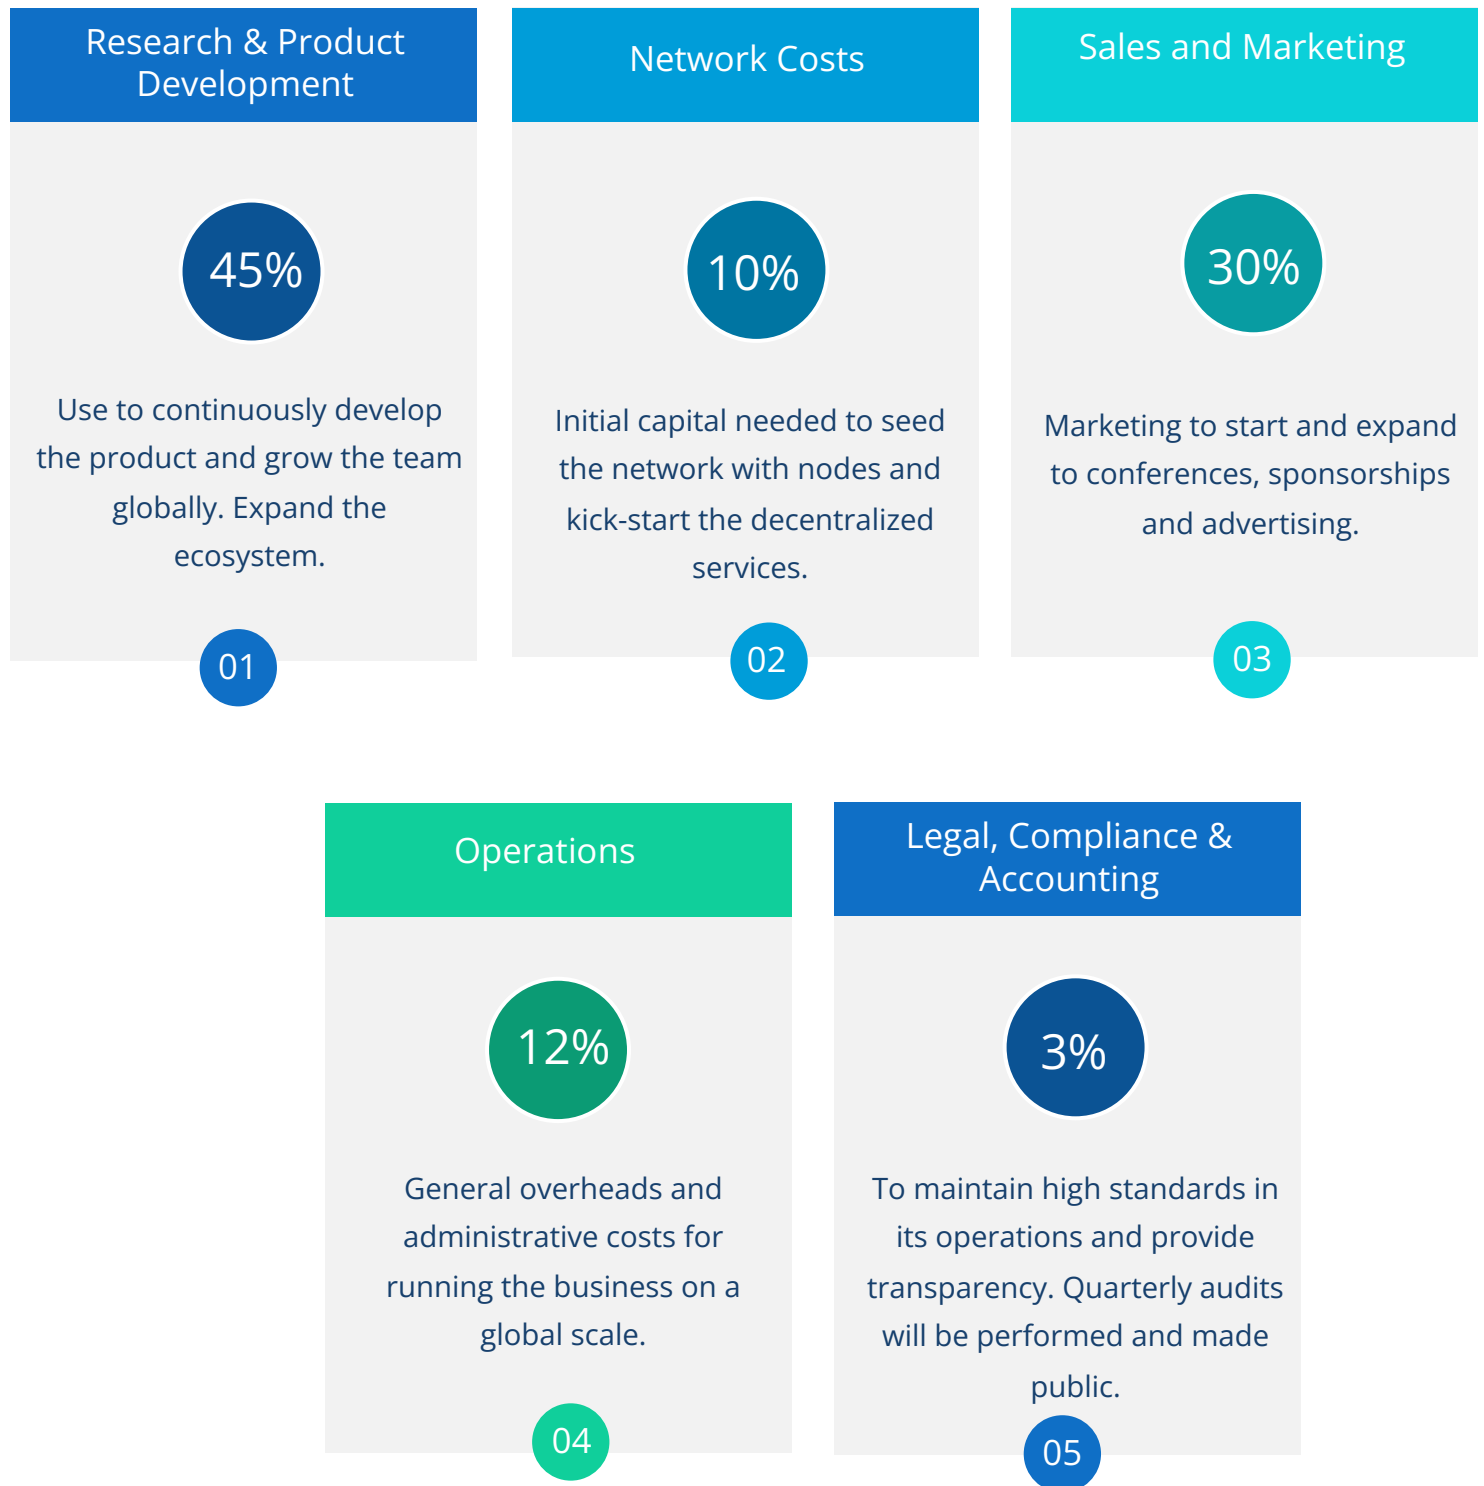 Research & Product
Development
45%
Use to continuously develop
the product and grow the team
globally. Expand the
ecosystem.
01
Network Costs
10%
Initial capital needed to seed
the network with nodes and
kick-start the decentralized
services.
02
Sales and Marketing
30%
Marketing to start and expand
to conferences, sponsorships
and advertising.
03
Operations
12%
General overheads and
administrative costs for
running the business on a
global scale.
04
Legal, Compliance &
Accounting
3%
To maintain high standards in
its operations and provide
transparency. Quarterly audits
will be performed and made
public.
05